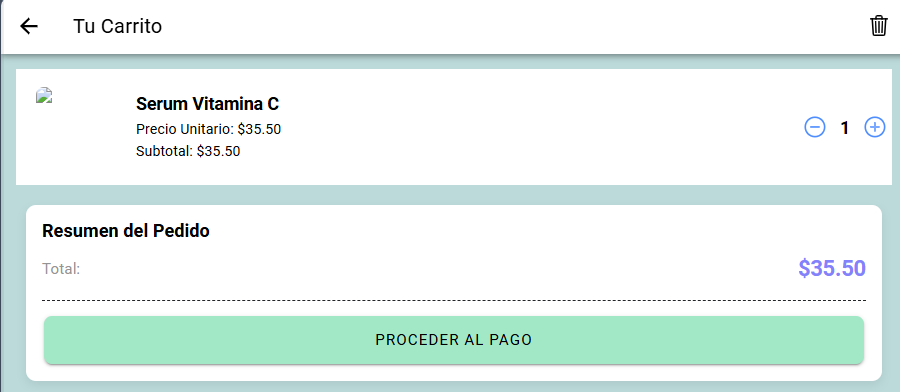 Tu Carrito
Serum Vitamina C
Precio Unitario: $35.50
Subtotal: $35.50
1
Resumen del Pedido
Total:
$35.50
PROCEDER AL PAGO